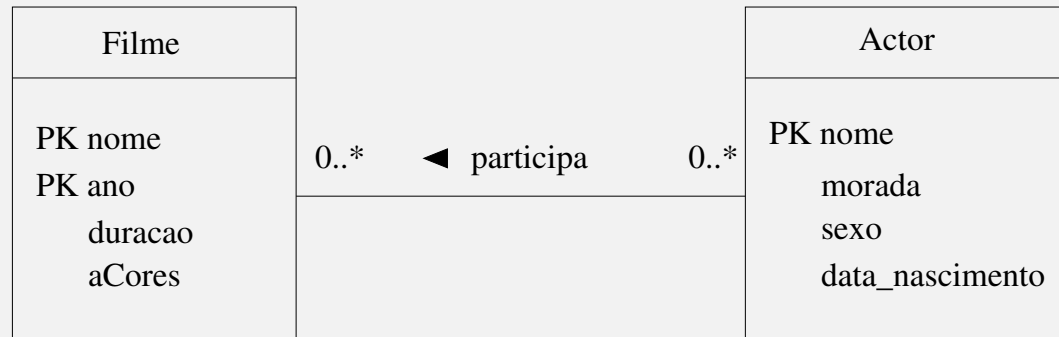 Filme
PK nome
PK ano
duracao
aCores
0..* ◄ participa 0..*
Actor
PK nome
morada
sexo
data_nascimento